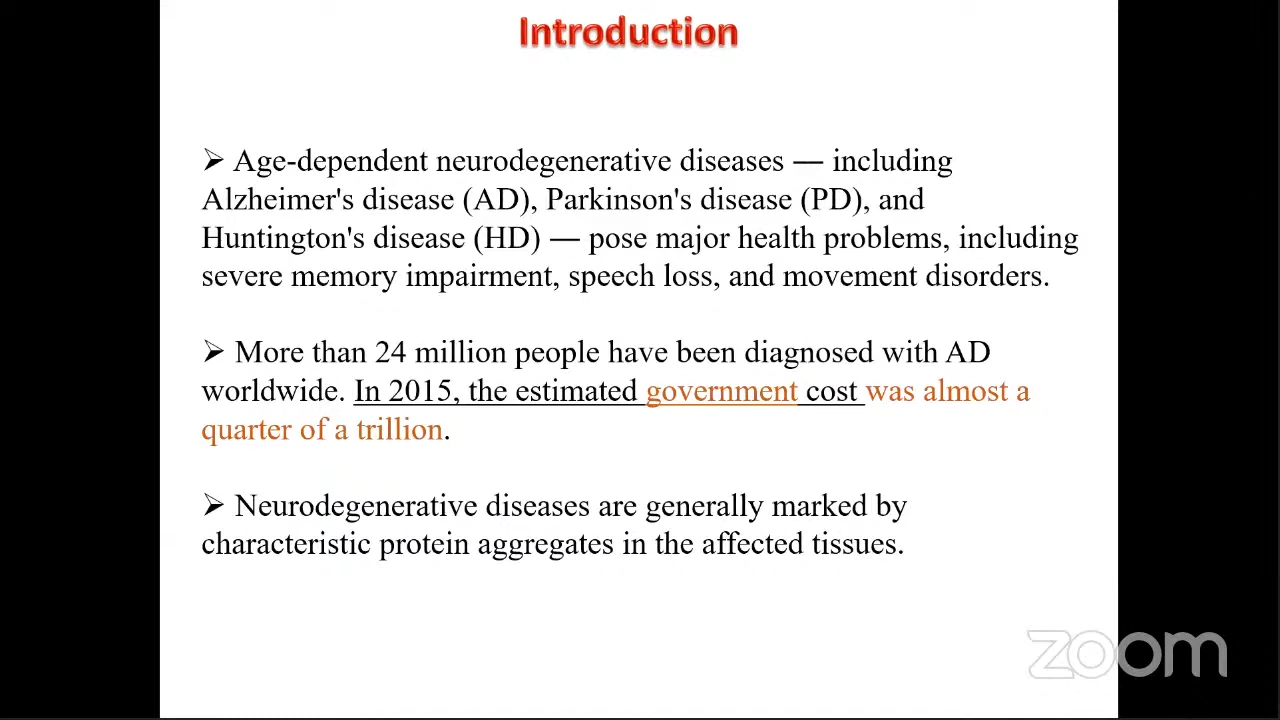 Introduction
➢ Age-dependent neurodegenerative diseases — including
Alzheimer's disease (AD), Parkinson's disease (PD), and
Huntington's disease (HD) — pose major health problems, including
severe memory impairment, speech loss, and movement disorders.
➢ More than 24 million people have been diagnosed with AD
worldwide. In 2015, the estimated government cost was almost a
quarter of a trillion.
➢ Neurodegenerative diseases are generally marked by
characteristic protein aggregates in the affected tissues.
zoom